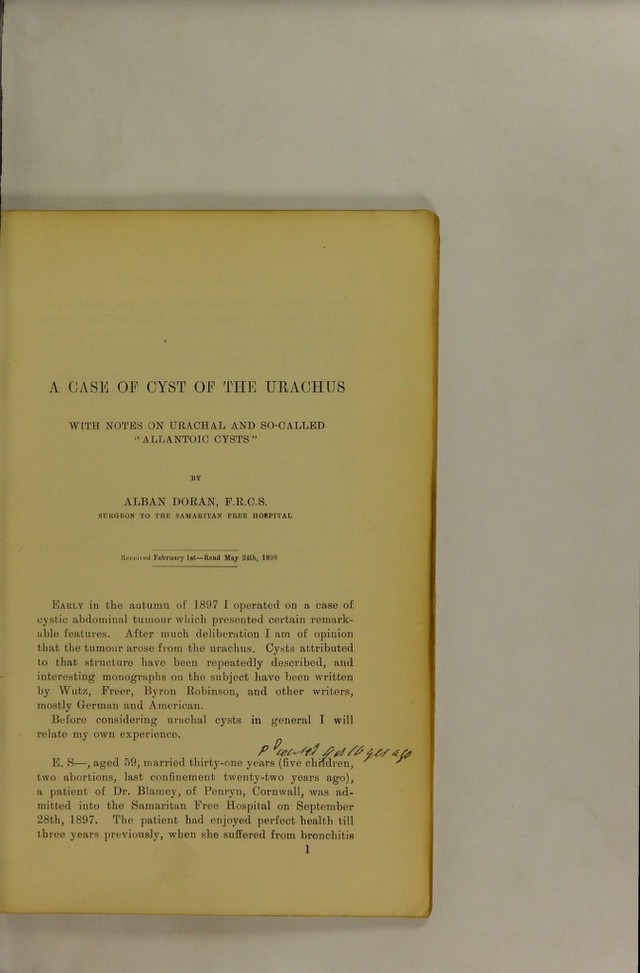 A CASE OF CYST OF THE URACHUS
WITH NOTES ON URACHAL AND SO-CALLED
"ALLANTOIC CYSTS"
BY
ALBAN DORAN, F.R.C.S.
SURGEON TO THE SAMARITAN FREE HOSPITAL
Received February 1st—Read May 24th, 1898
EARLY in the autumn of 1897 I operated on a case of
cystic abdominal tumour which presented certain remark-
able features. After much deliberation I am of opinion
that the tumour arose from the urachus. Cysts attributed
to that structure have been repeatedly described, and
interesting monographs on the subject have been written
by Wutz, Freer, Byron Robinson, and other writers,
mostly German and American.
Before considering urachal cysts in general I will
relate my own experience.
ago
E. S—, aged 59, married thirty-one years (five children,
two abortions, last confinement twenty-two years ago),
a patient of Dr. Blamey, of Penryn, Cornwall, was ad-
mitted into the Samaritan Free Hospital on September
28th, 1897. The patient had enjoyed perfect health till
three years previously, when she suffered from bronchitis
1